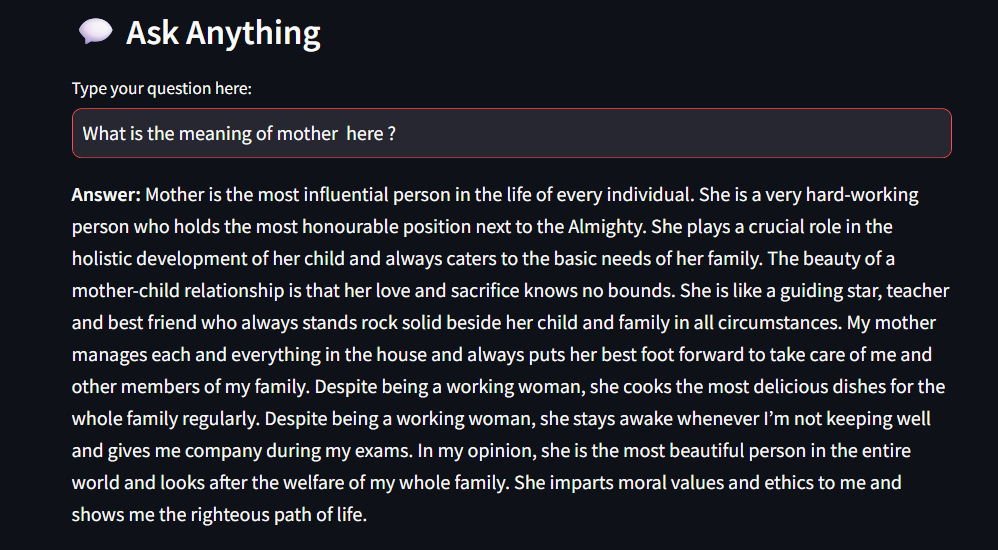 Ask Anything
Type your question here:
What is the meaning of mother  here ?
Answer: Mother is the most influential person in the life of every individual. She is a very hard-working
person who holds the most honourable position next to the Almighty. She plays a crucial role in the
holistic development of her child and always caters to the basic needs of her family. The beauty of a
mother-child relationship is that her love and sacrifice knows no bounds. She is like a guiding star, teacher
and best friend who always stands rock solid beside her child and family in all circumstances. My mother
manages each and everything in the house and always puts her best foot forward to take care of me and
other members of my family. Despite being a working woman, she cooks the most delicious dishes for the
whole family regularly. Despite being a working woman, she stays awake whenever I’m not keeping well
and gives me company during my exams. In my opinion, she is the most beautiful person in the entire
world and looks after the welfare of my whole family. She imparts moral values and ethics to me and
shows me the righteous path of life.